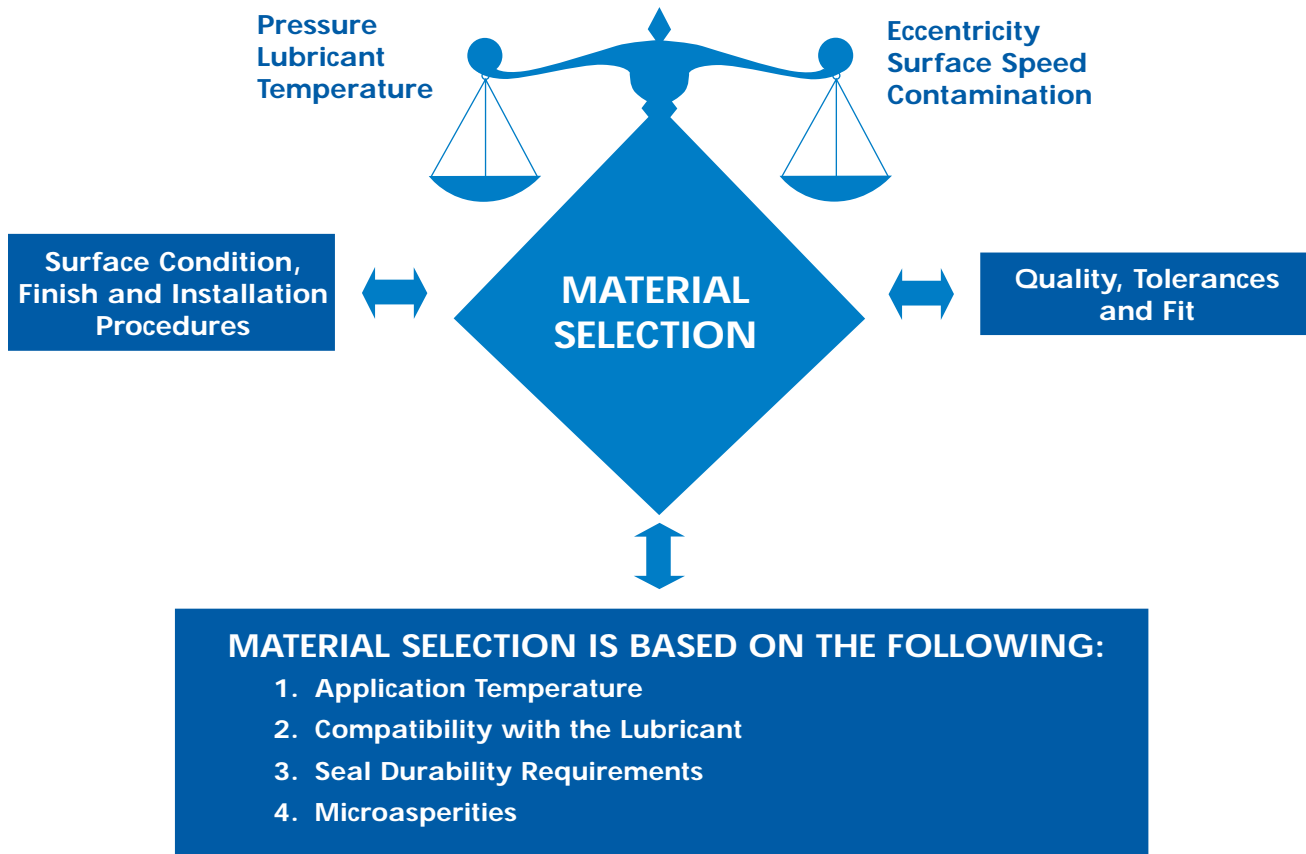 Pressure
Lubricant
Temperature
Eccentricity
Surface Speed
Contamination
Surface Condition,
Finish and Installation
Procedures
MATERIAL
SELECTION
Quality, Tolerances
and Fit
MATERIAL SELECTION IS BASED ON THE FOLLOWING:
1. Application Temperature
2. Compatibility with the Lubricant
3. Seal Durability Requirements
4. Microasperities